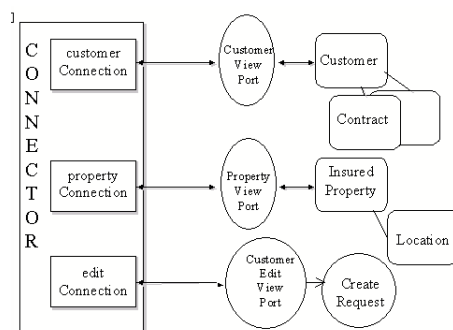 ]
CONNECTOR
customer
Connection
Customer
View
Port
Customer
Contract
property
Connection
Property
View
Port
Insured
Property
Location
edit
Connection
Customer
Edit
View
Port
Create
Request